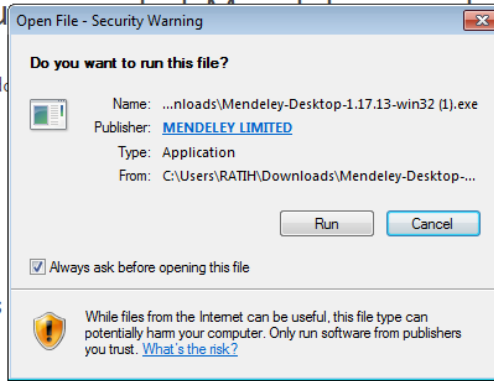 Open File - Security Warning
Do you want to run this file?
Name: ...nloads\Mendeley-Desktop-1.17.13-win32 (1).exe
Publisher: MENDELEY LIMITED
Type: Application
From: C:\Users\RATIH\Downloads\Mendeley-Desktop-...
Run Cancel
Always ask before opening this file
While files from the Internet can be useful, this file type can
potentially harm your computer. Only run software from publishers
you trust. What's the risk?